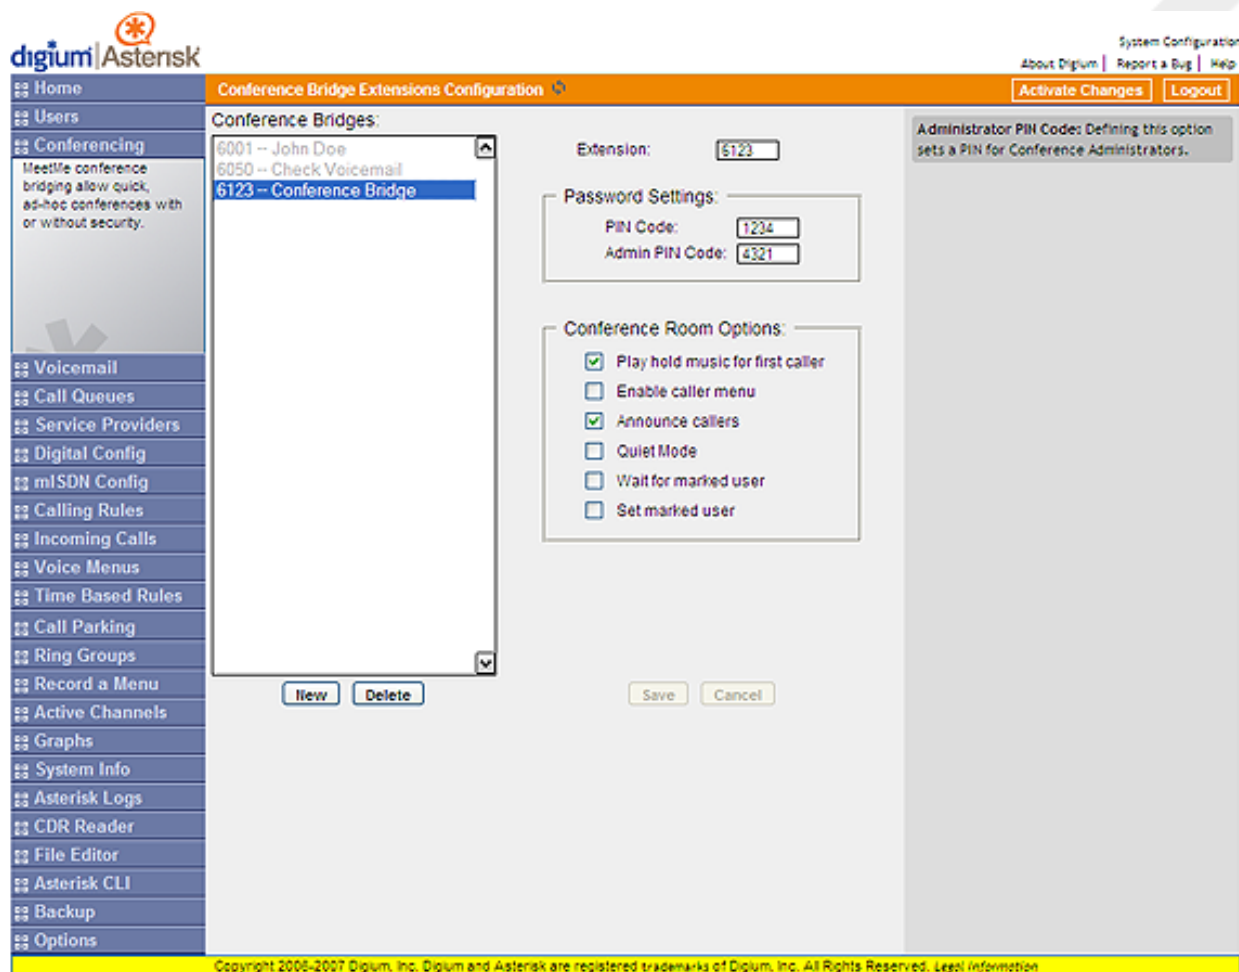 digium Asterisk
System Configuration
About Digium Report a Bug Help
Home
Conference Bridge Extensions Configuration
Activate Changes Logout
Users
Conferencing
MeetMe conference
bridging allow quick,
ad-hoc conferences with
or without security.
Voicemail
Call Queues
Service Providers
Digital Config
mISDN Config
Calling Rules
Incoming Calls
Voice Menus
Time Based Rules
Call Parking
Ring Groups
Record a Menu
Active Channels
Graphs
System Info
Asterisk Logs
CDR Reader
File Editor
Asterisk CLI
Backup
Options
Conference Bridges:
6001 -- John Doe
6050 -- Check Voicemail
6123 -- Conference Bridge
New Delete
Extension: 6123
Password Settings:
PIN Code: 1234
Admin PIN Code: 4321
Conference Room Options:
Play hold music for first caller
Enable caller menu
Announce callers
Quiet Mode
Wait for marked user
Set marked user
Save Cancel
Administrator PIN Code: Defining this option
sets a PIN for Conference Administrators.
Copyright 2006-2007 Digium, Inc. Digium and Asterisk are registered trademarks of Digium, Inc. All Rights Reserved. Legal Information